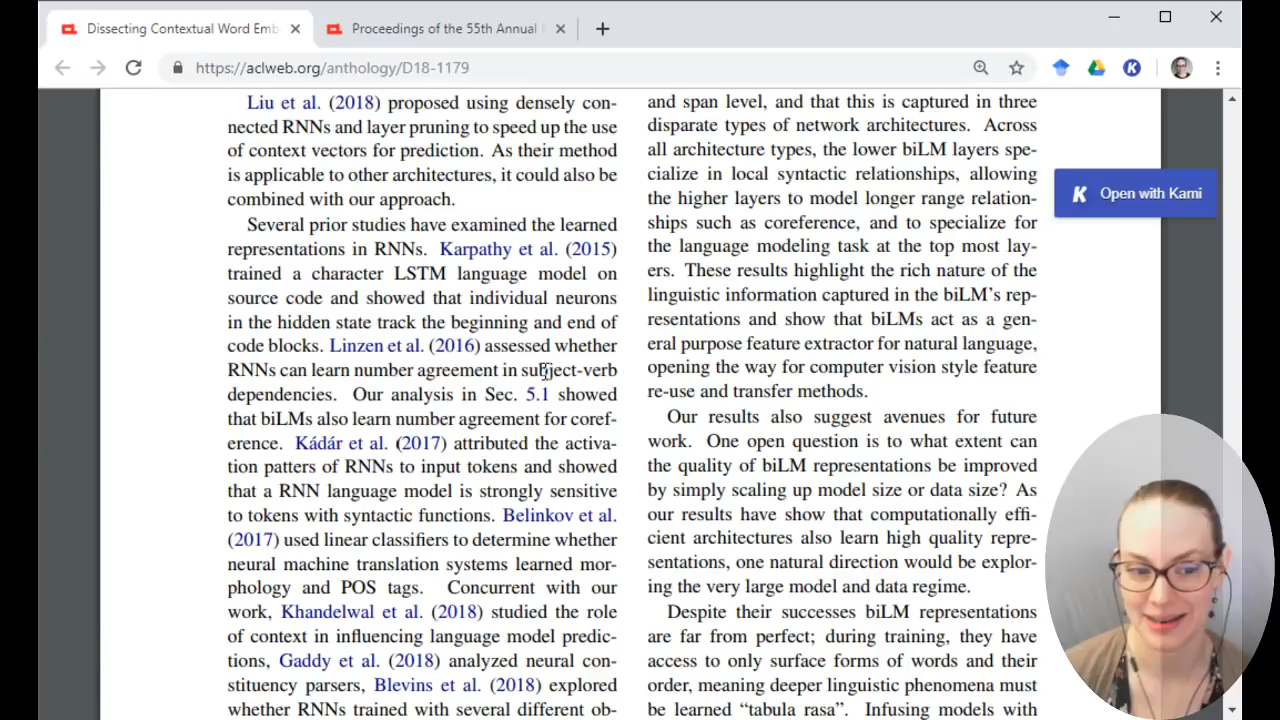 Dissecting Contextual Word Emb
Proceedings of the 55th Annual
https://aclweb.org/anthology/D18-1179
Liu et al. (2018) proposed using densely con-
nected RNNs and layer pruning to speed up the use
of context vectors for prediction. As their method
is applicable to other architectures, it could also be
combined with our approach.
Several prior studies have examined the learned
representations in RNNs. Karpathy et al. (2015)
trained a character LSTM language model on
source code and showed that individual neurons
in the hidden state track the beginning and end of
code blocks. Linzen et al. (2016) assessed whether
RNNs can learn number agreement in subject-verb
dependencies. Our analysis in Sec. 5.1 showed
that biLMs also learn number agreement for coref-
erence. Kádár et al. (2017) attributed the activa-
tion patters of RNNs to input tokens and showed
that a RNN language model is strongly sensitive
to tokens with syntactic functions. Belinkov et al.
(2017) used linear classifiers to determine whether
neural machine translation systems learned mor-
phology and POS tags. Concurrent with our
work, Khandelwal et al. (2018) studied the role
of context in influencing language model predic-
tions, Gaddy et al. (2018) analyzed neural con-
stituency parsers, Blevins et al. (2018) explored
whether RNNs trained with several different ob-
and span level, and that this is captured in three
disparate types of network architectures. Across
all architecture types, the lower biLM layers spe-
cialize in local syntactic relationships, allowing
the higher layers to model longer range relation-
ships such as coreference, and to specialize for
the language modeling task at the top most lay-
ers. These results highlight the rich nature of the
linguistic information captured in the biLM's rep-
resentations and show that biLMs act as a gen-
eral purpose feature extractor for natural language,
opening the way for computer vision style feature
re-use and transfer methods.
Our results also suggest avenues for future
work. One open question is to what extent can
the quality of biLM representations be improved
by simply scaling up model size or data size? As
our results have show that computationally effi-
cient architectures also learn high quality repre-
sentations, one natural direction would be explor-
ing the very large model and data regime.
Despite their successes biLM representations
are far from perfect; during training, they have
access to only surface forms of words and their
order, meaning deeper linguistic phenomena must
be learned "tabula rasa". Infusing models with
K Open with Kami